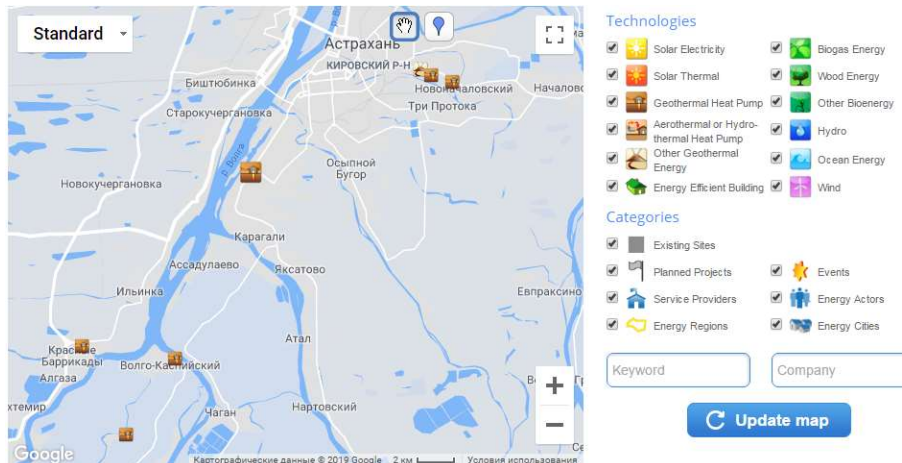 Standard
Астрахань
КИРОВСКИЙ Р-Н
Биштюбинка
Новоначаловский
Началово
Три Протока
Старокучергановка
р. Волга
Осыпной
Бугор
Новокучергановка
Карагали
Ассадулаево
Яксатово
Ильинка
Евпраксино
Атал
Красные
Баррикады
Волго-Каспийский
Алгаза
Чаган
Нартовский
Google
Картографические данные © 2019 Google
2 км
Условия использования
Technologies
Solar Electricity
Biogas Energy
Solar Thermal
Wood Energy
Geothermal Heat Pump
Other Bioenergy
Aerothermal or Hydro-
thermal Heat Pump
Hydro
Other Geothermal
Energy
Ocean Energy
Energy Efficient Building
Wind
Categories
Existing Sites
Planned Projects
Events
Service Providers
Energy Actors
Energy Regions
Energy Cities
Keyword
Company
Update map